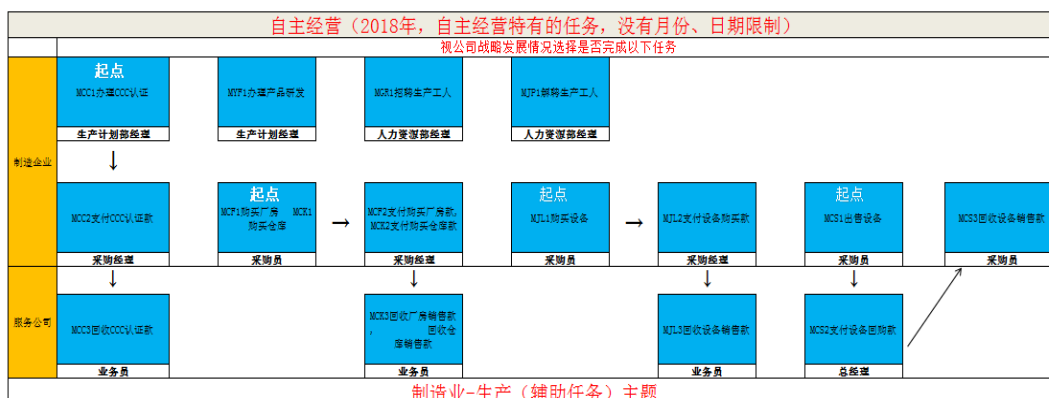 自主经营（2018年，自主经营特有的任务，没有月份、日期限制）
视公司战略发展情况选择是否完成以下任务
制造企业
起点
MCC1办理CCC认证
生产计划部经理
MYF1办理产品研发
生产计划经理
MGR1招聘生产工人
人力资源部经理
MJP1解聘生产工人
人力资源部经理
↓
MCC2支付CCC认证款
采购经理
起点
MCF1购买厂房 MCK1
购买仓库
采购员
→
MCF2支付购买厂房款,
MCK2支付购买仓库款
采购经理
起点
MJL1购买设备
采购员
→
MJL2支付设备购买款
采购经理
起点
MCS1出售设备
采购员
MCS3回收设备销售款
采购员
服务公司
↓
MCC3回收CCC认证款
业务员
↓
MCK3回收厂房销售款
， 回收仓
库销售款
业务员
↓
MJL3回收设备销售款
业务员
↓
MCS2支付设备回购款
总经理
制造业-生产（辅助任务）主题